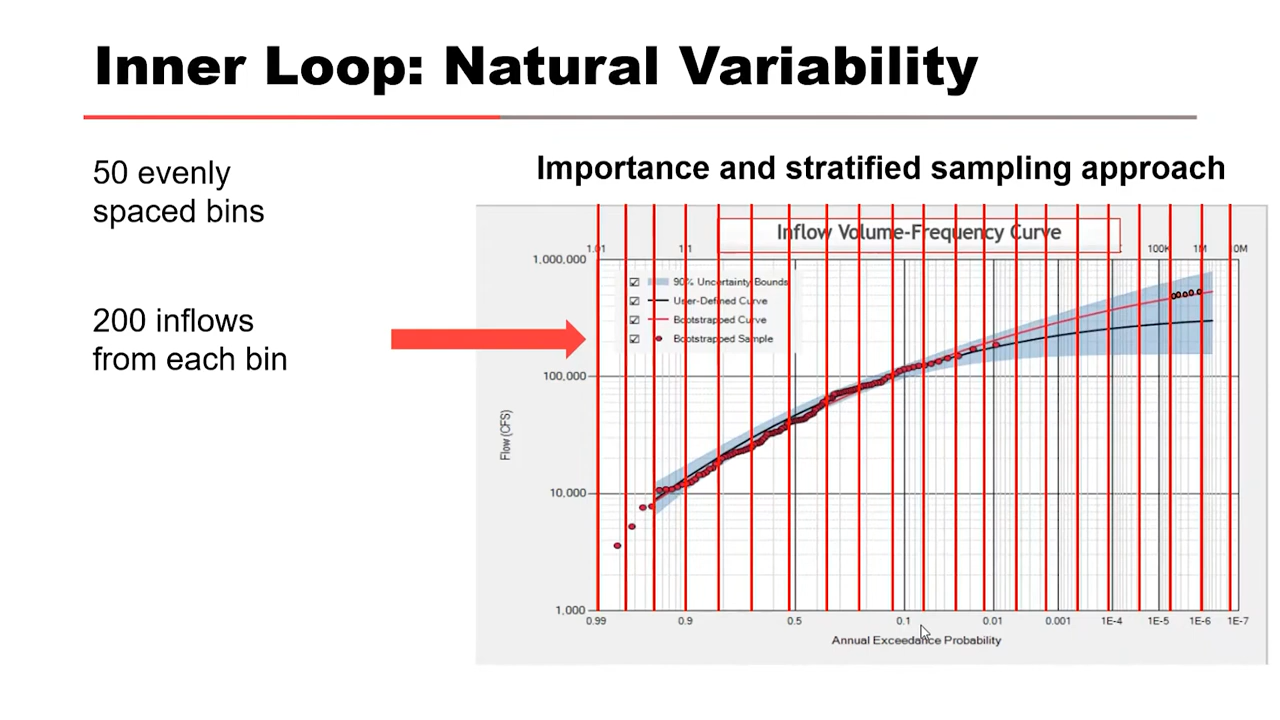 Inner Loop: Natural Variability
50 evenly
spaced bins
200 inflows
from each bin
Importance and stratified sampling approach
Inflow Volume-Frequency Curve
1.01
100K
1M
1,000,000
100,000
10,000
1,000
90% Uncertainty Bounds
User-Defined Curve
Bootstrapped Curve
Bootstrapped Sample
Flow (CFS)
0.99 0.9 0.5 0.1 0.01 0.001 1E-4 1E-5 1E-6 1E-7
Annual Exceedance Probability